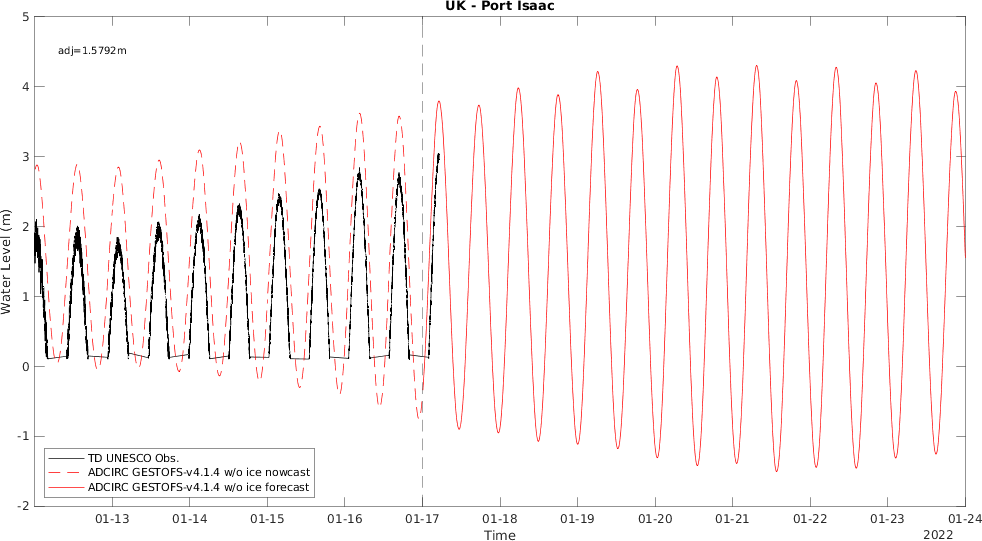 UK - Port Isaac
adj=1.5792m
Water Level (m)
5
4
3
2
1
0
-1
-2
TD UNESCO Obs.
ADCIRC GESTOFS-v4.1.4 w/o ice nowcast
ADCIRC GESTOFS-v4.1.4 w/o ice forecast
01-13 01-14 01-15 01-16 01-17 01-18 01-19 01-20 01-21 01-22 01-23 01-24
Time
2022